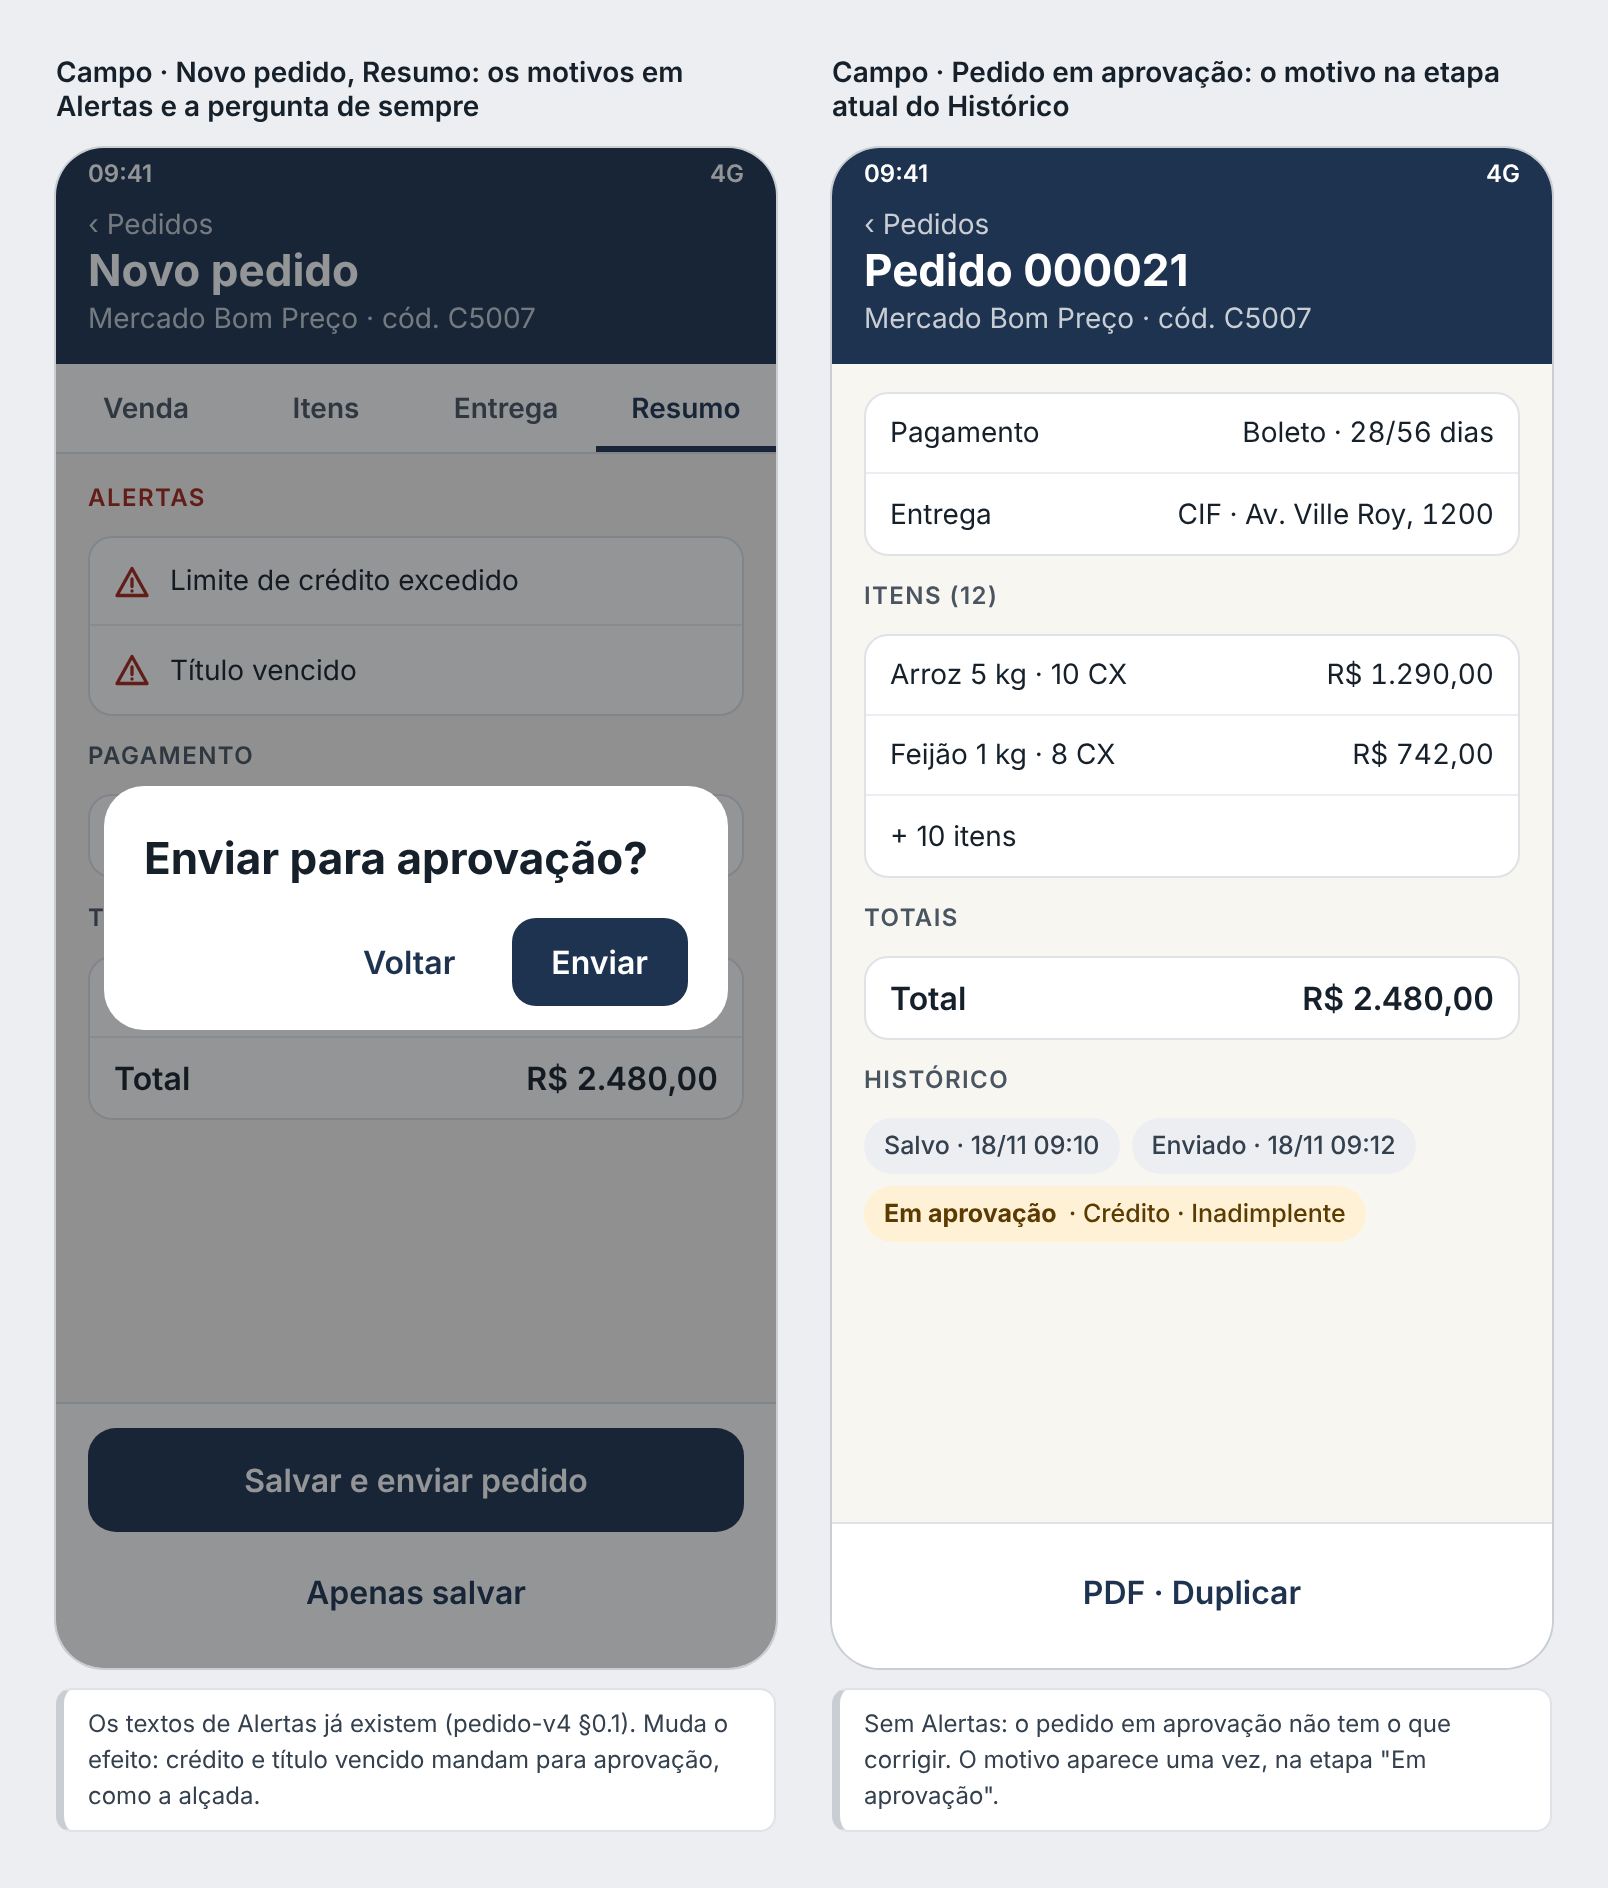 Campo · Novo pedido, Resumo: os motivos em
Alertas e a pergunta de sempre
09:41
4G
‹ Pedidos
Novo pedido
Mercado Bom Preço · cód. C5007
Venda
Itens
Entrega
Resumo
ALERTAS
Limite de crédito excedido
Título vencido
PAGAMENTO
Enviar para aprovação?
T
Voltar
Enviar
Total
R$ 2.480,00
Salvar e enviar pedido
Apenas salvar
Os textos de Alertas já existem (pedido-v4 §0.1). Muda o
efeito: crédito e título vencido mandam para aprovação,
como a alçada.
Campo · Pedido em aprovação: o motivo na etapa
atual do Histórico
09:41
4G
‹ Pedidos
Pedido 000021
Mercado Bom Preço · cód. C5007
Pagamento
Boleto · 28/56 dias
Entrega
CIF · Av. Ville Roy, 1200
ITENS (12)
Arroz 5 kg · 10 CX
R$ 1.290,00
Feijão 1 kg · 8 CX
R$ 742,00
+ 10 itens
TOTAIS
Total
R$ 2.480,00
HISTÓRICO
Salvo · 18/11 09:10
Enviado · 18/11 09:12
Em aprovação · Crédito · Inadimplente
PDF · Duplicar
Sem Alertas: o pedido em aprovação não tem o que
corrigir. O motivo aparece uma vez, na etapa "Em
aprovação".